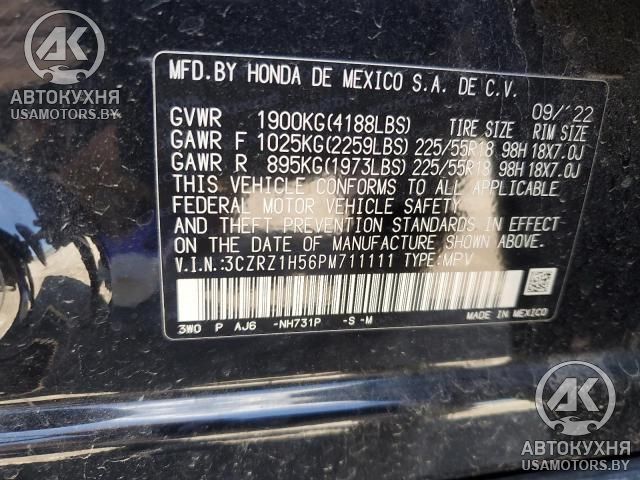 АК
АВТОКУХНЯ
USAMOTORS.BY
MFD.BY HONDA DE MEXICO S.A. DE C.V.
09/'22
GVWR 1900KG(4188LBS) TIRE SIZE RIM SIZE
GAWR F 1025KG(2259LBS) 225/55R18 98H 18X7.0J
GAWR R 895KG(1973LBS) 225/55R18 98H 18X7.0J
THIS VEHICLE CONFORMS TO ALL APPLICABLE
FEDERAL MOTOR VEHICLE SAFETY
AND THEFT PREVENTION STANDARDS IN EFFECT
ON THE DATE OF MANUFACTURE SHOWN ABOVE.
V.I.N.:3CZRZ1H56PM711111 TYPE:MPV
3W0 P AJ6 -NH731P -S -M
MADE IN MEXICO
АК
АВТОКУХНЯ
USAMOTORS.BY